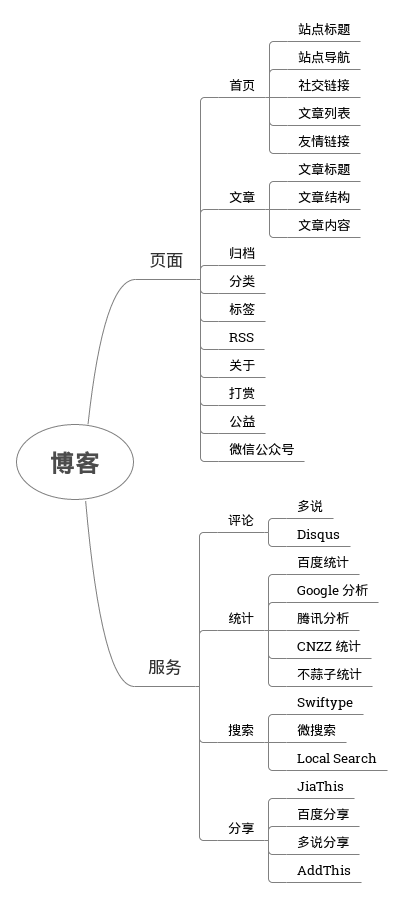 博客
页面
首页
站点标题
站点导航
社交链接
文章列表
友情链接
文章
文章标题
文章结构
文章内容
归档
分类
标签
RSS
关于
打赏
公益
微信公众号
服务
评论
多说
Disqus
统计
百度统计
Google 分析
腾讯分析
CNZZ 统计
不蒜子统计
搜索
Swiftype
微搜索
Local Search
分享
JiaThis
百度分享
多说分享
AddThis